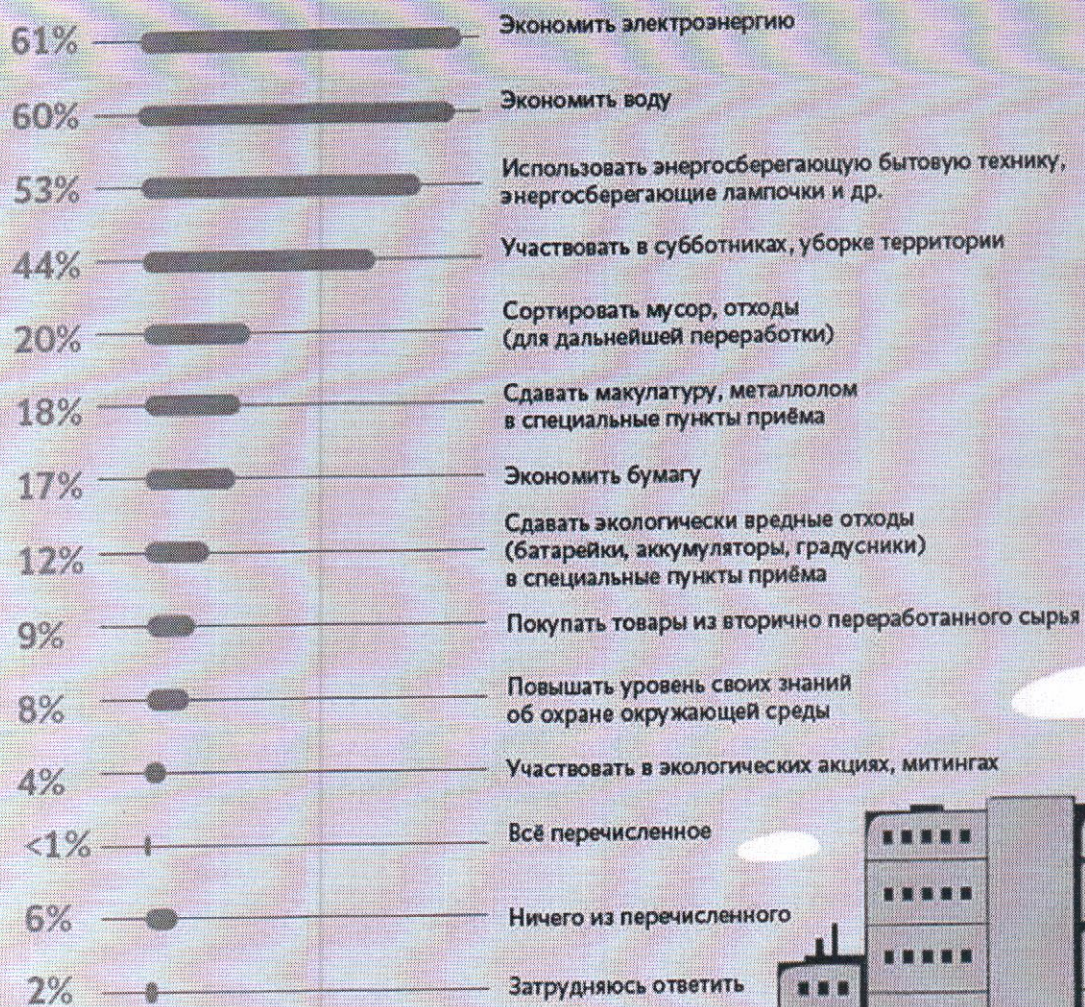 61% Экономить электроэнергию
60% Экономить воду
53% Использовать энергосберегающую бытовую технику,
энергосберегающие лампочки и др.
44% Участвовать в субботниках, уборке территории
20% Сортировать мусор, отходы
(для дальнейшей переработки)
18% Сдавать макулатуру, металлолом
в специальные пункты приёма
17% Экономить бумагу
12% Сдавать экологически вредные отходы
(батарейки, аккумуляторы, градусники)
в специальные пункты приёма
9% Покупать товары из вторично переработанного сырья
8% Повышать уровень своих знаний
об охране окружающей среды
4% Участвовать в экологических акциях, митингах
<1% Всё перечисленное
6% Ничего из перечисленного
2% Затрудняюсь ответить